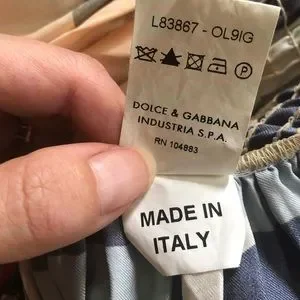 L83867 - OL9IG
P
DOLCE & GABBANA
INDUSTRIA S.P.A.
RN 104883
MADE IN
ITALY